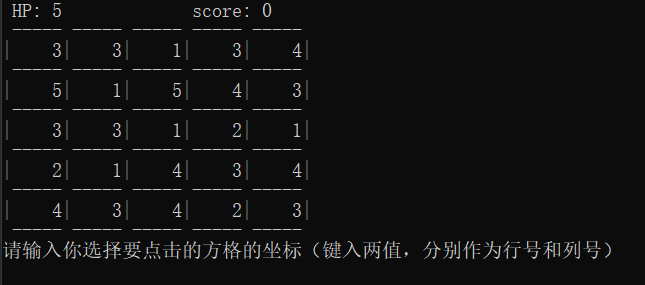 HP: 5 score: 0
----- ----- ----- ----- -----
| 3| 3| 1| 3| 4|
----- ----- ----- ----- -----
| 5| 1| 5| 4| 3|
----- ----- ----- ----- -----
| 3| 3| 1| 2| 1|
----- ----- ----- ----- -----
| 2| 1| 4| 3| 4|
----- ----- ----- ----- -----
| 4| 3| 4| 2| 3|
----- ----- ----- ----- -----
请输入你选择要点击的方格的坐标（键入两值，分别作为行号和列号）